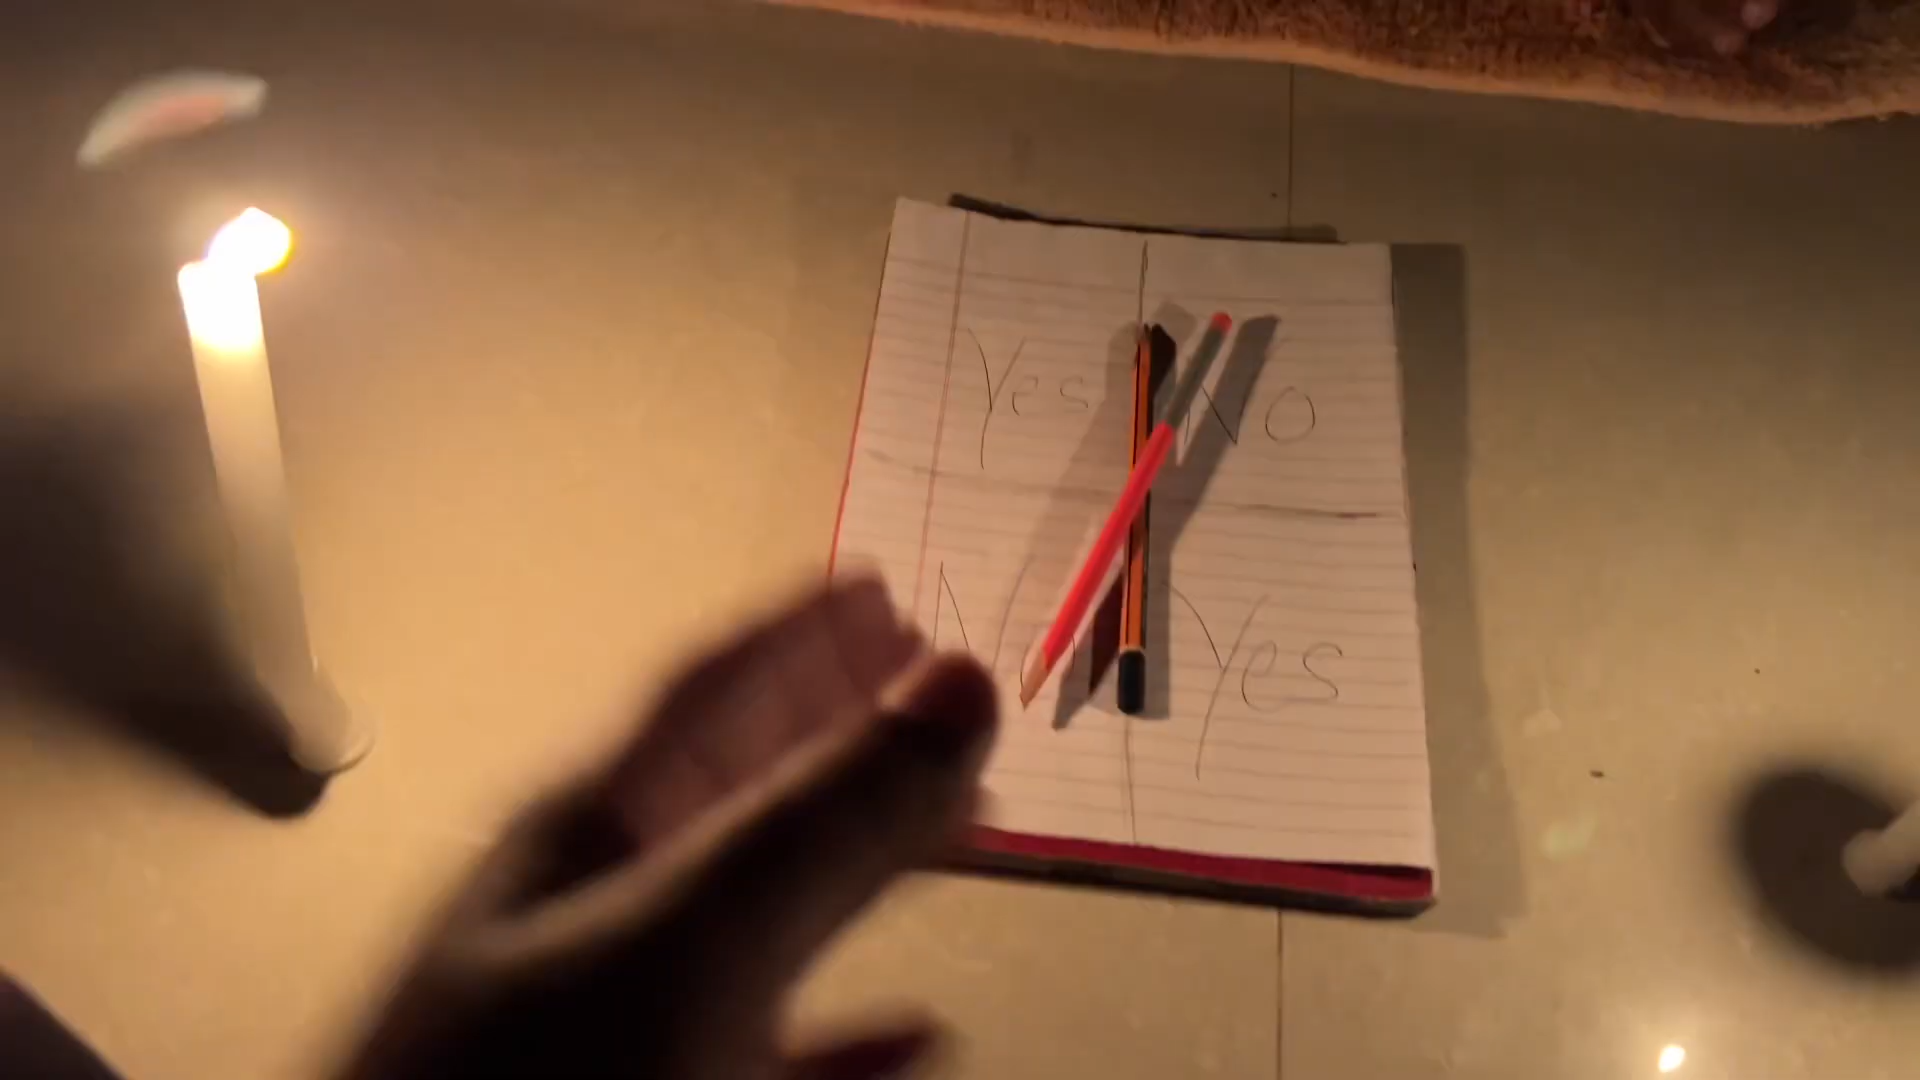 Yes No
No Yes